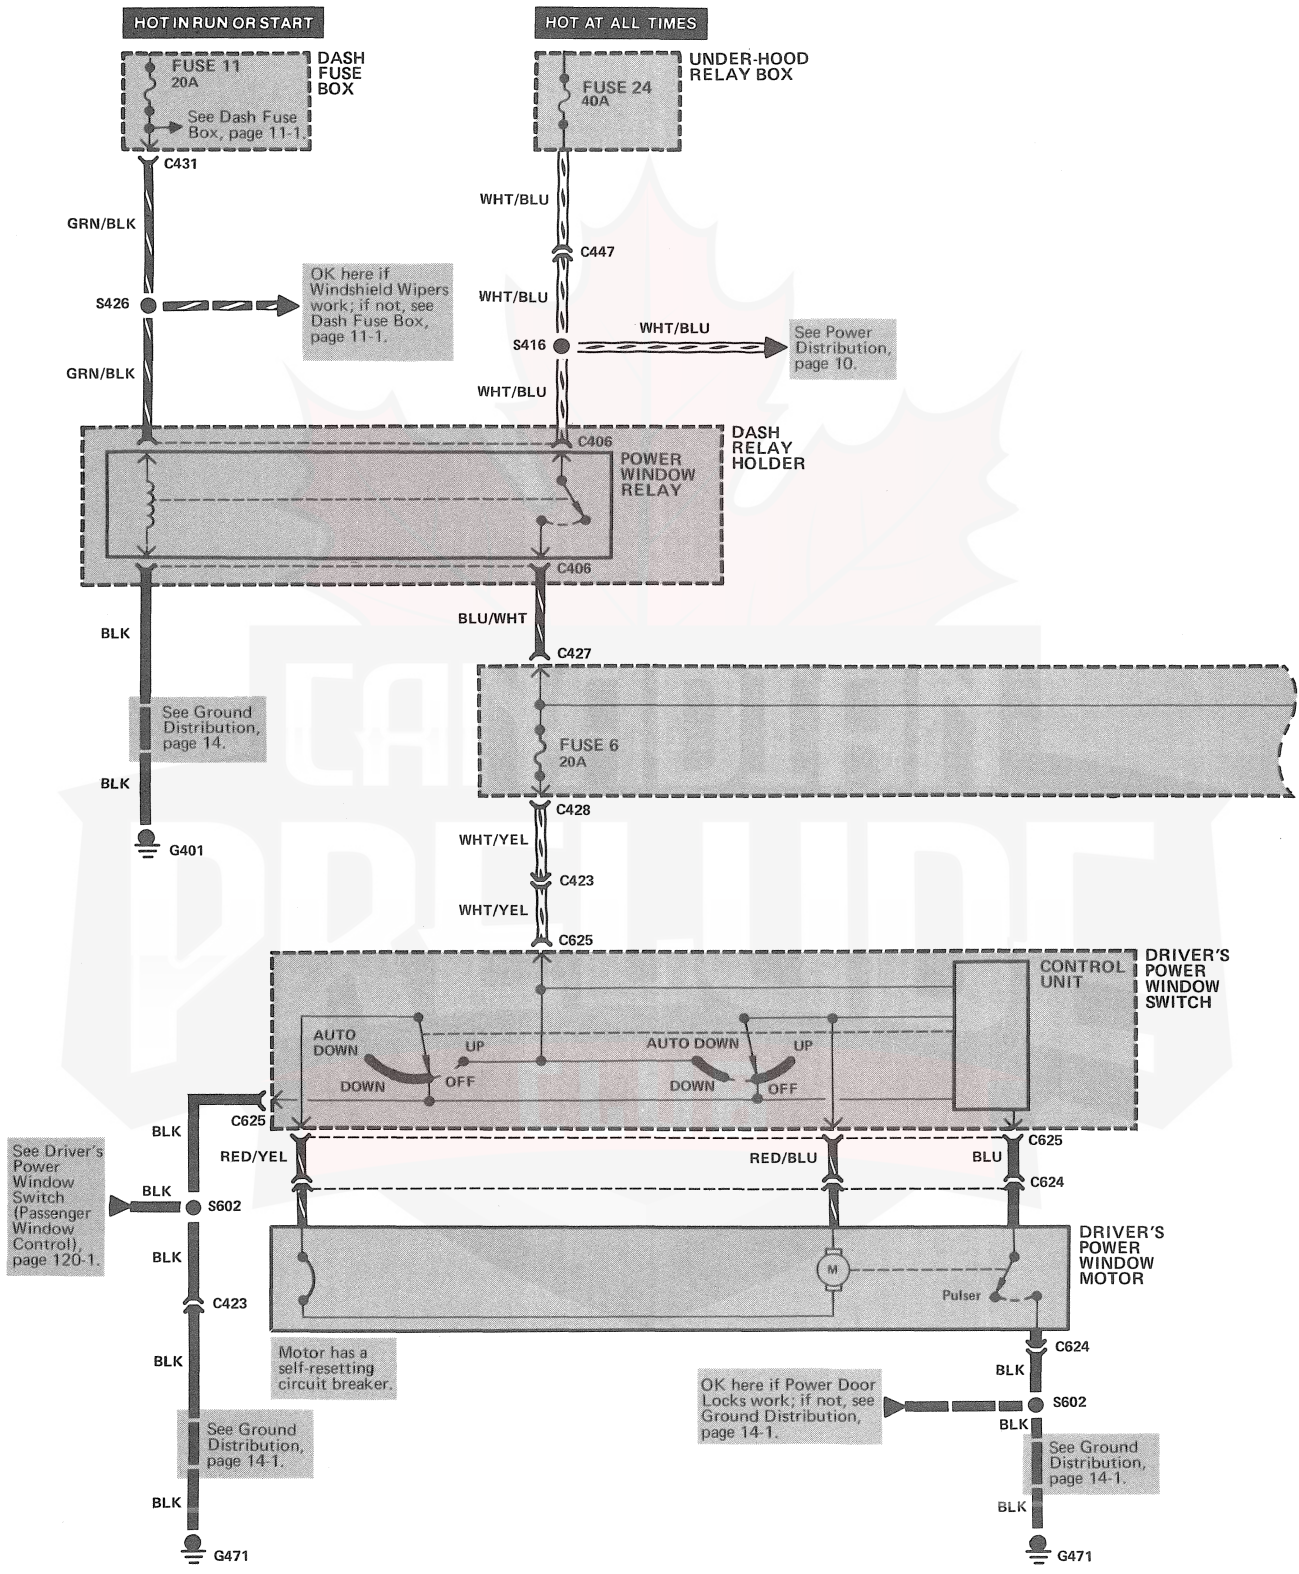 HOT IN RUN OR START
HOT AT ALL TIMES
FUSE 11
20A
See Dash Fuse
Box, page 11-1.
DASH
FUSE
BOX
FUSE 24
40A
UNDER-HOOD
RELAY BOX
C431
GRN/BLK
WHT/BLU
C447
S426
OK here if
Windshield Wipers
work; if not, see
Dash Fuse Box,
page 11-1.
WHT/BLU
S416
WHT/BLU
See Power
Distribution,
page 10.
GRN/BLK
WHT/BLU
C406
DASH
RELAY
HOLDER
POWER
WINDOW
RELAY
C406
BLK
BLU/WHT
C427
See Ground
Distribution,
page 14.
FUSE 6
20A
BLK
C428
G401
WHT/YEL
C423
WHT/YEL
C625
CANADIAN
PRELUDE
CLUB
DRIVER'S
POWER
WINDOW
SWITCH
CONTROL
UNIT
AUTO
DOWN
UP
DOWN
OFF
AUTO DOWN
UP
DOWN
OFF
C625
BLK
RED/YEL
RED/BLU
BLU
C625
C624
See Driver's
Power
Window
Switch
(Passenger
Window
Control),
page 120-1.
BLK
S602
BLK
DRIVER'S
POWER
WINDOW
MOTOR
M
Pulser
C423
BLK
Motor has a
self-resetting
circuit breaker.
C624
BLK
OK here if Power Door
Locks work; if not, see
Ground Distribution,
page 14-1.
S602
BLK
See Ground
Distribution,
page 14-1.
See Ground
Distribution,
page 14-1.
BLK
BLK
G471
G471